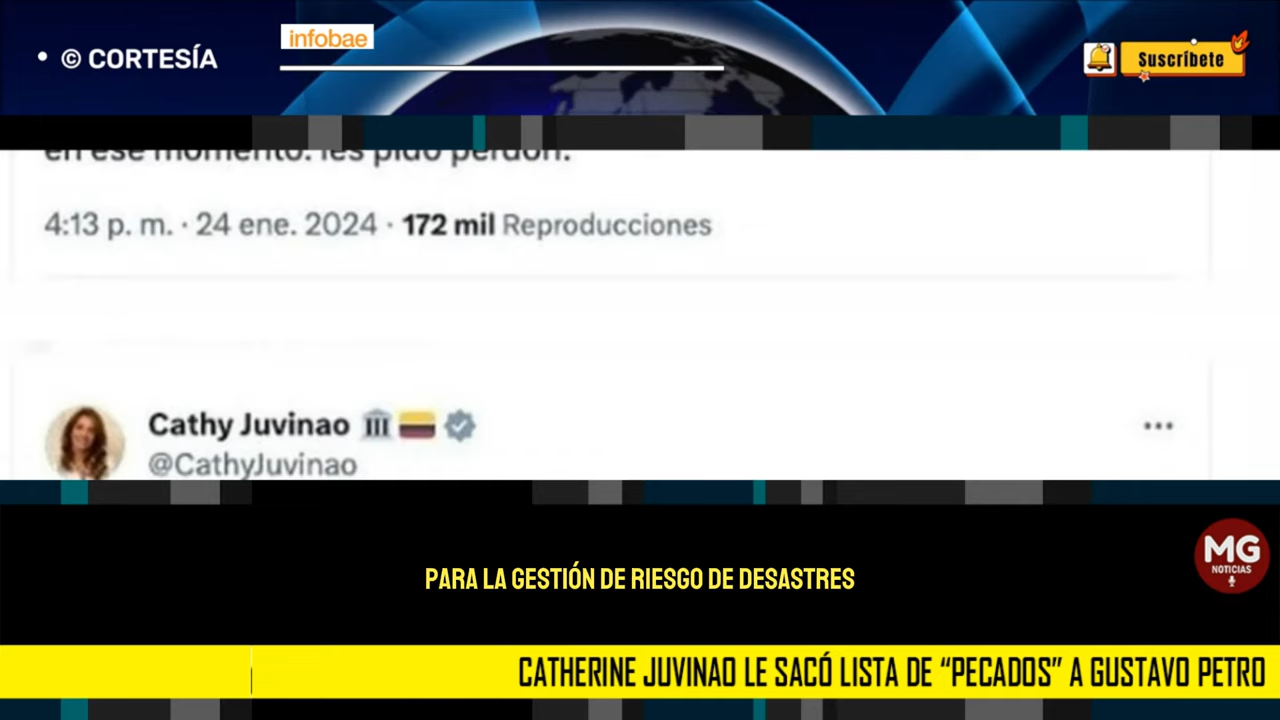 • © CORTESÍA
infobae
Suscríbete
en ese momento. les pido perdón.
4:13 p. m. · 24 ene. 2024 · 172 mil Reproducciones
Cathy Juvinao
@CathyJuvinao
PARA LA GESTIÓN DE RIESGO DE DESASTRES
MG
NOTICIAS
CATHERINE JUVINAO LE SACÓ LISTA DE “PECADOS” A GUSTAVO PETRO